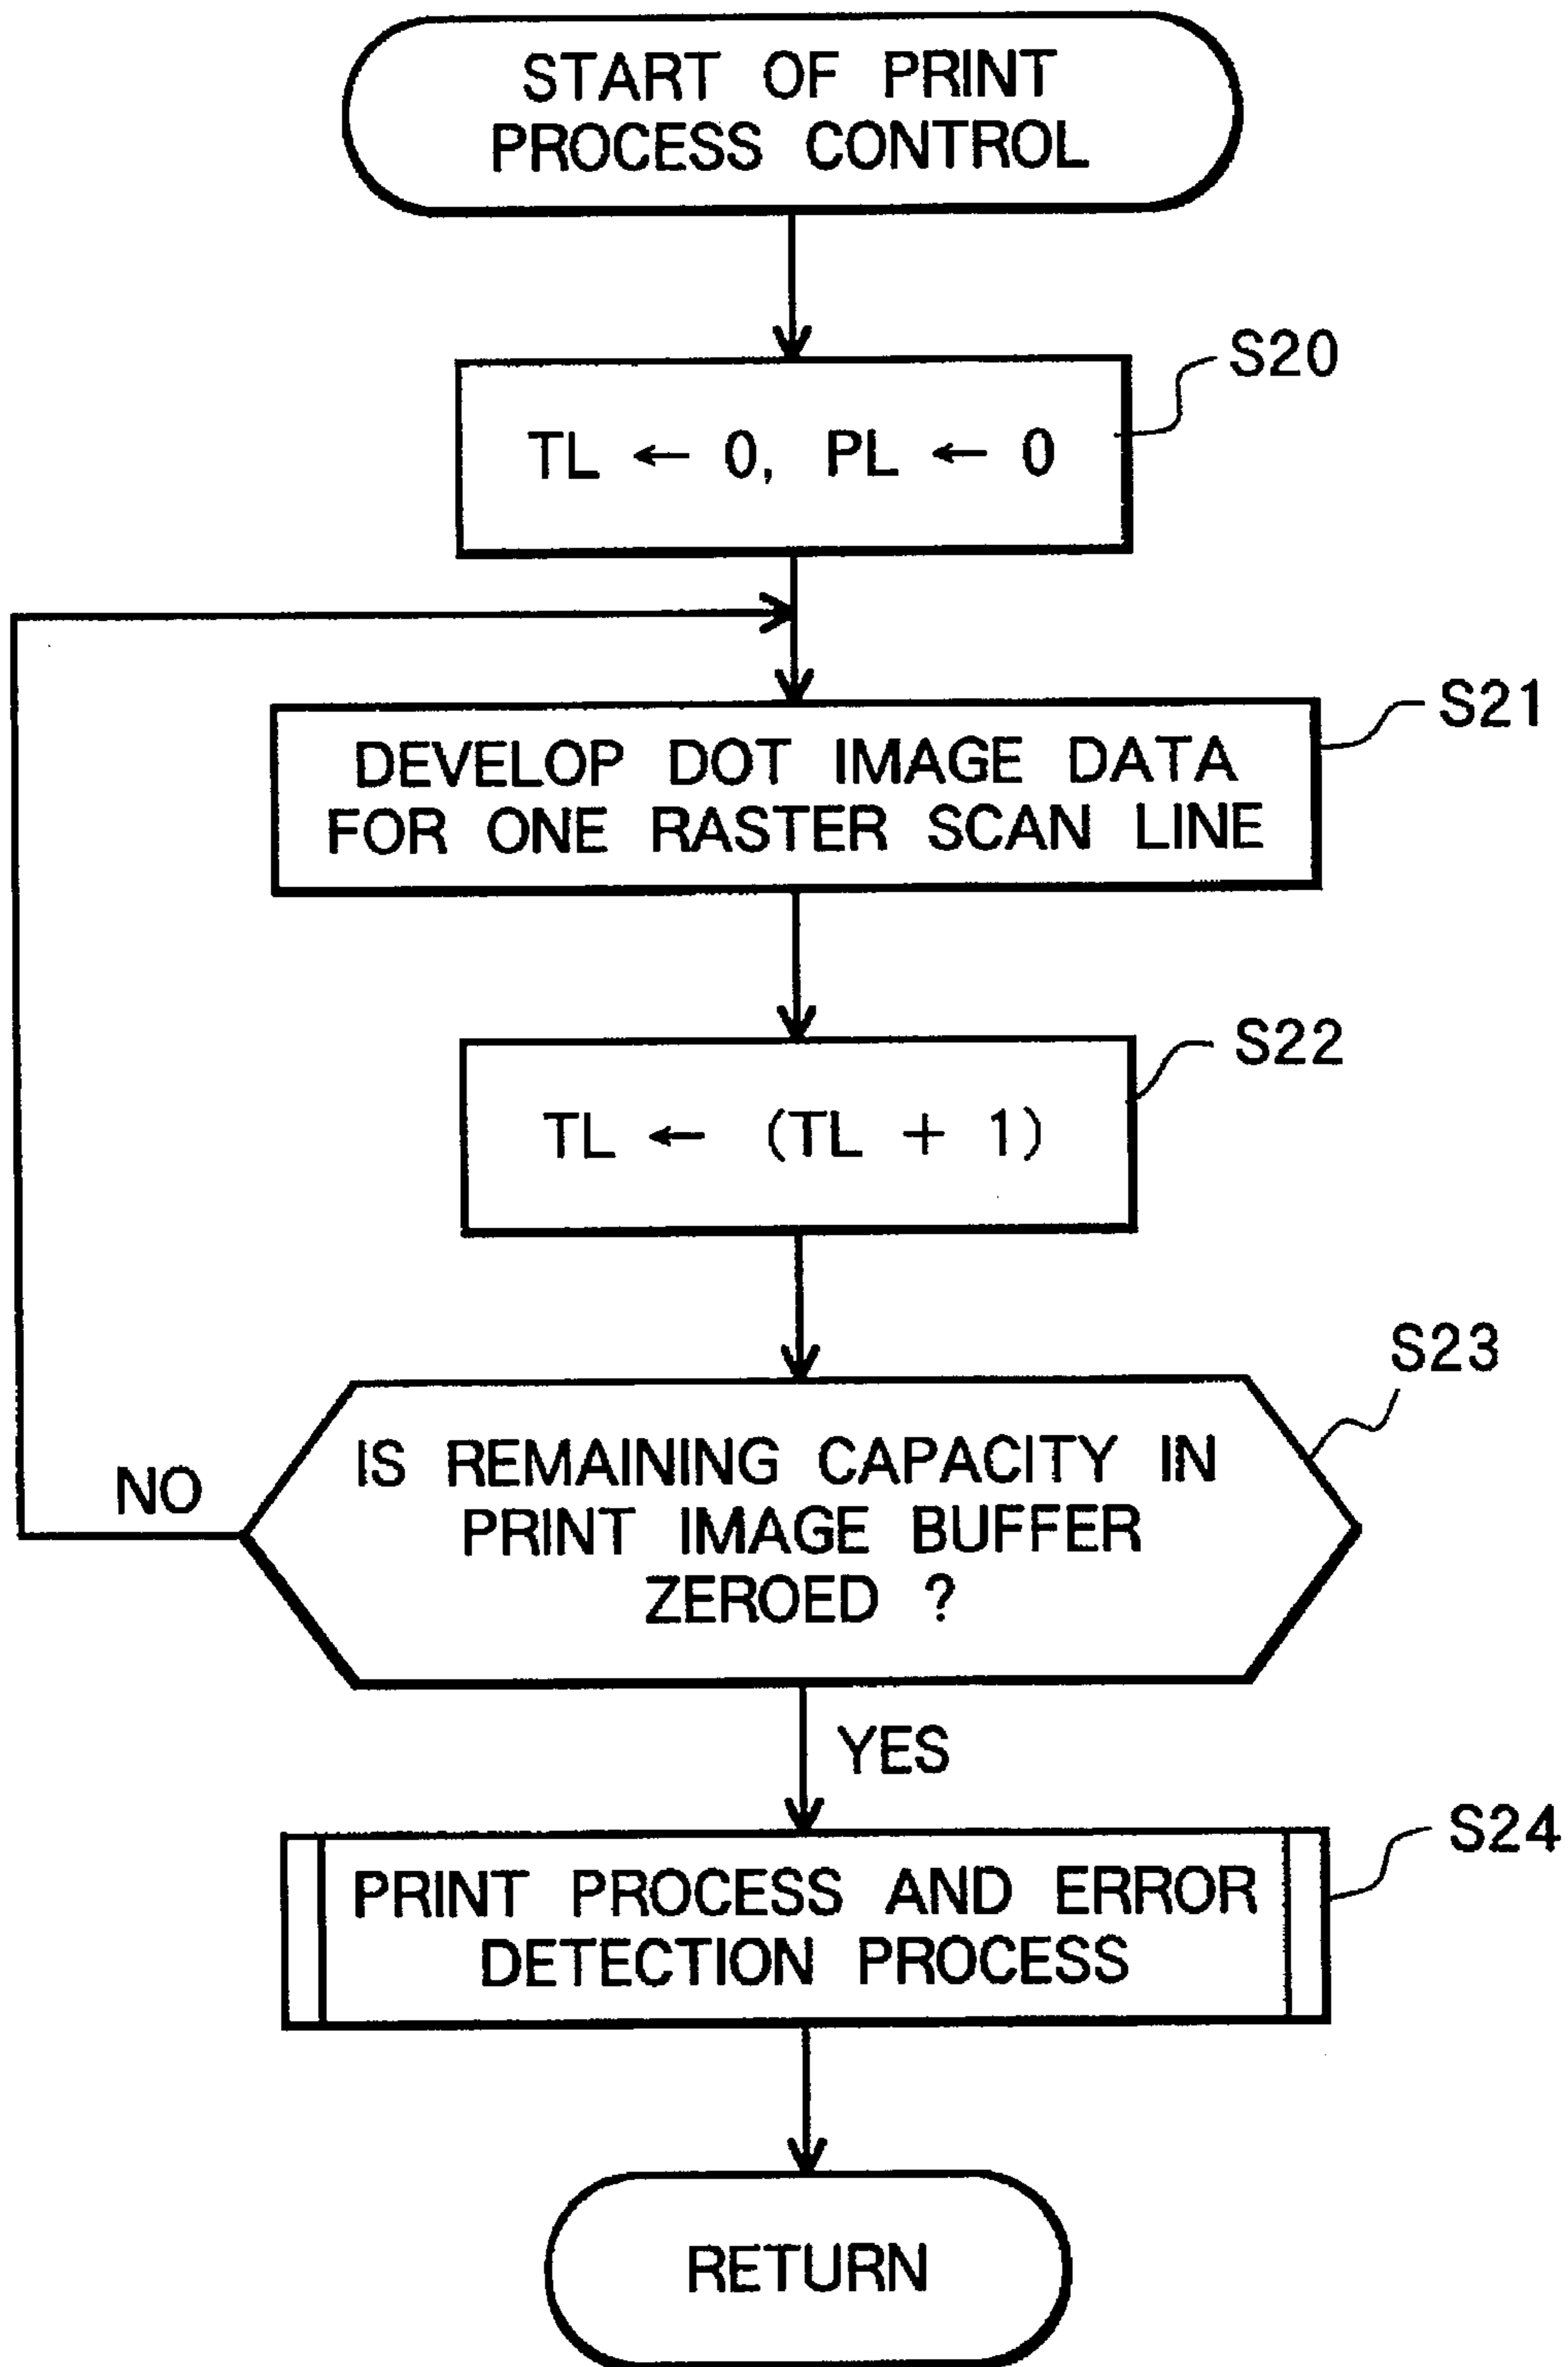 START OF PRINT
PROCESS CONTROL
S20
TL ← 0, PL ← 0
S21
DEVELOP DOT IMAGE DATA
FOR ONE RASTER SCAN LINE
S22
TL ← (TL + 1)
S23
IS REMAINING CAPACITY IN
PRINT IMAGE BUFFER
ZEROED ?
NO
YES
S24
PRINT PROCESS AND ERROR
DETECTION PROCESS
RETURN